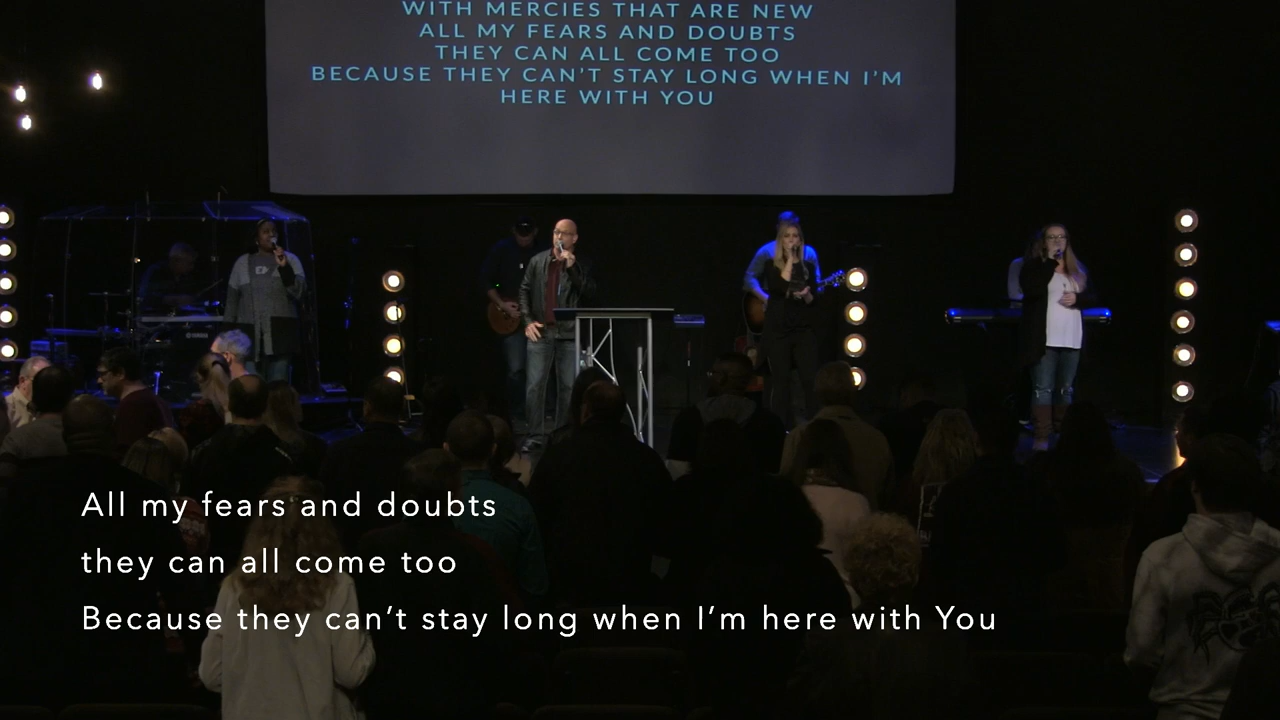 WITH MERCIES THAT ARE NEW
ALL MY FEARS AND DOUBTS
THEY CAN ALL COME TOO
BECAUSE THEY CAN'T STAY LONG WHEN I'M
HERE WITH YOU
All my fears and doubts
they can all come too
Because they can't stay long when I'm here with You